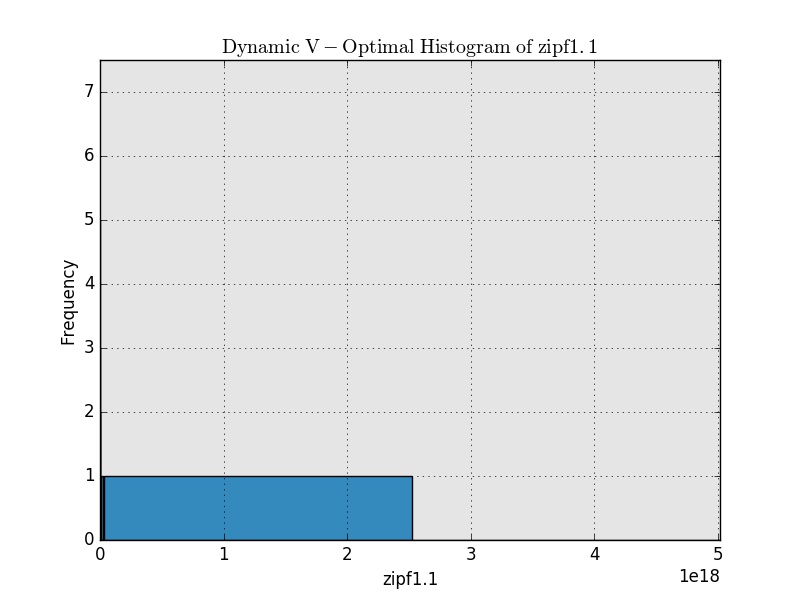 Dynamic V − Optimal Histogram of zipf1.1
7
6
5
4
3
2
1
0
Frequency
0 1 2 3 4 5
1e18
zipf1.1